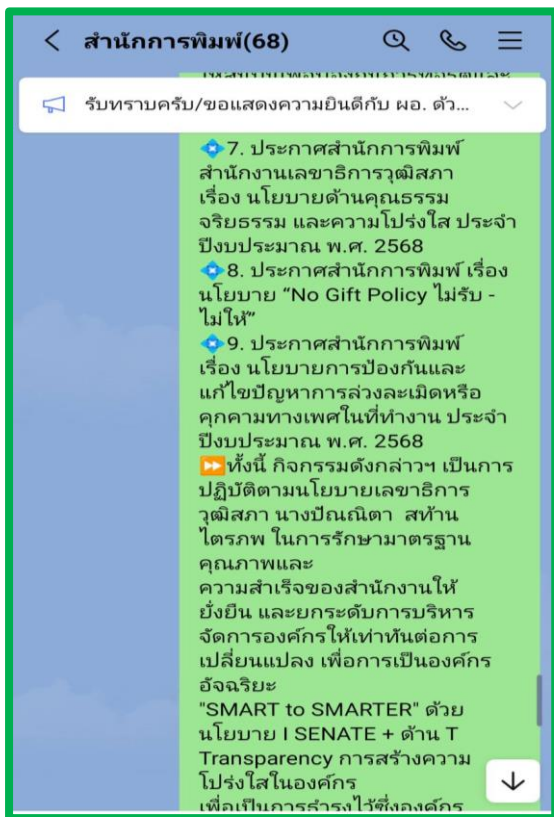 สำนักการพิมพ์(68)
รับทราบครับ/ขอแสดงความยินดีกับ ผอ. ตัว...
💠7. ประกาศสำนักการพิมพ์
สำนักงานเลขาธิการวุฒิสภา
เรื่อง นโยบายด้านคุณธรรม
จริยธรรม และความโปร่งใส ประจำ
ปีงบประมาณ พ.ศ. 2568
💠8. ประกาศสำนักการพิมพ์ เรื่อง
นโยบาย “No Gift Policy ไม่รับ -
ไม่ให้”
💠9. ประกาศสำนักการพิมพ์
เรื่อง นโยบายการป้องกันและ
แก้ไขปัญหาการล่วงละเมิดหรือ
คุกคามทางเพศในที่ทำงาน ประจำ
ปีงบประมาณ พ.ศ. 2568
⏩ทั้งนี้ กิจกรรมดังกล่าวฯ เป็นการ
ปฏิบัติตามนโยบายเลขาธิการ
วุฒิสภา นางปัณณิตา สท้าน
ไตรภพ ในการรักษามาตรฐาน
คุณภาพและ
ความสำเร็จของสำนักงานให้
ยั่งยืน และยกระดับการบริหาร
จัดการองค์กรให้เท่าทันต่อการ
เปลี่ยนแปลง เพื่อการเป็นองค์กร
อัจฉริยะ
"SMART to SMARTER" ด้วย
นโยบาย I SENATE + ด้าน T
Transparency การสร้างความ
โปร่งใสในองค์กร
เพื่อเป็นการธำรงไว้ซึ่งองค์กร